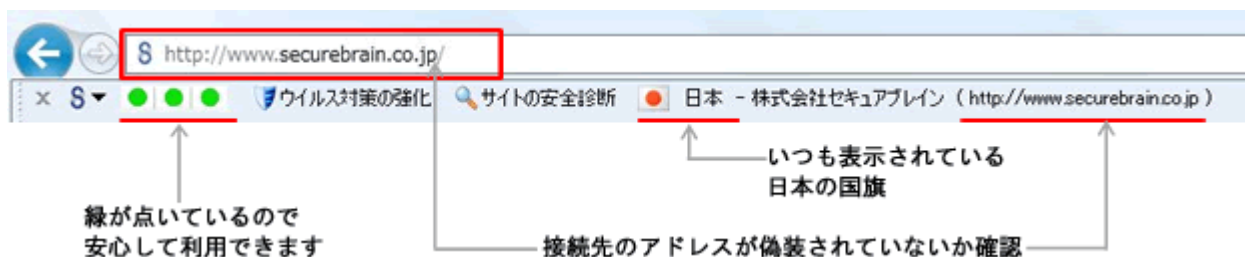 http://www.securebrain.co.jp/
× S ウイルス対策の強化 サイトの安全診断 日本 - 株式会社セキュアブレイン ( http://www.securebrain.co.jp )
いつも表示されている
日本の国旗
緑が点いているので
安心して利用できます
接続先のアドレスが偽装されていないか確認